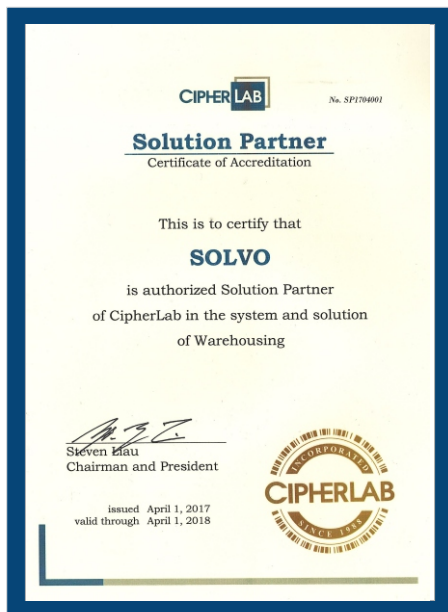 CIPHERLAB
No. SP1704001
Solution Partner
Certificate of Accreditation
This is to certify that
SOLVO
is authorized Solution Partner
of CipherLab in the system and solution
of Warehousing
Steven Liau
Chairman and President
issued April 1, 2017
valid through April 1, 2018
INCORPORATED
CIPHERLAB
SINCE 1988